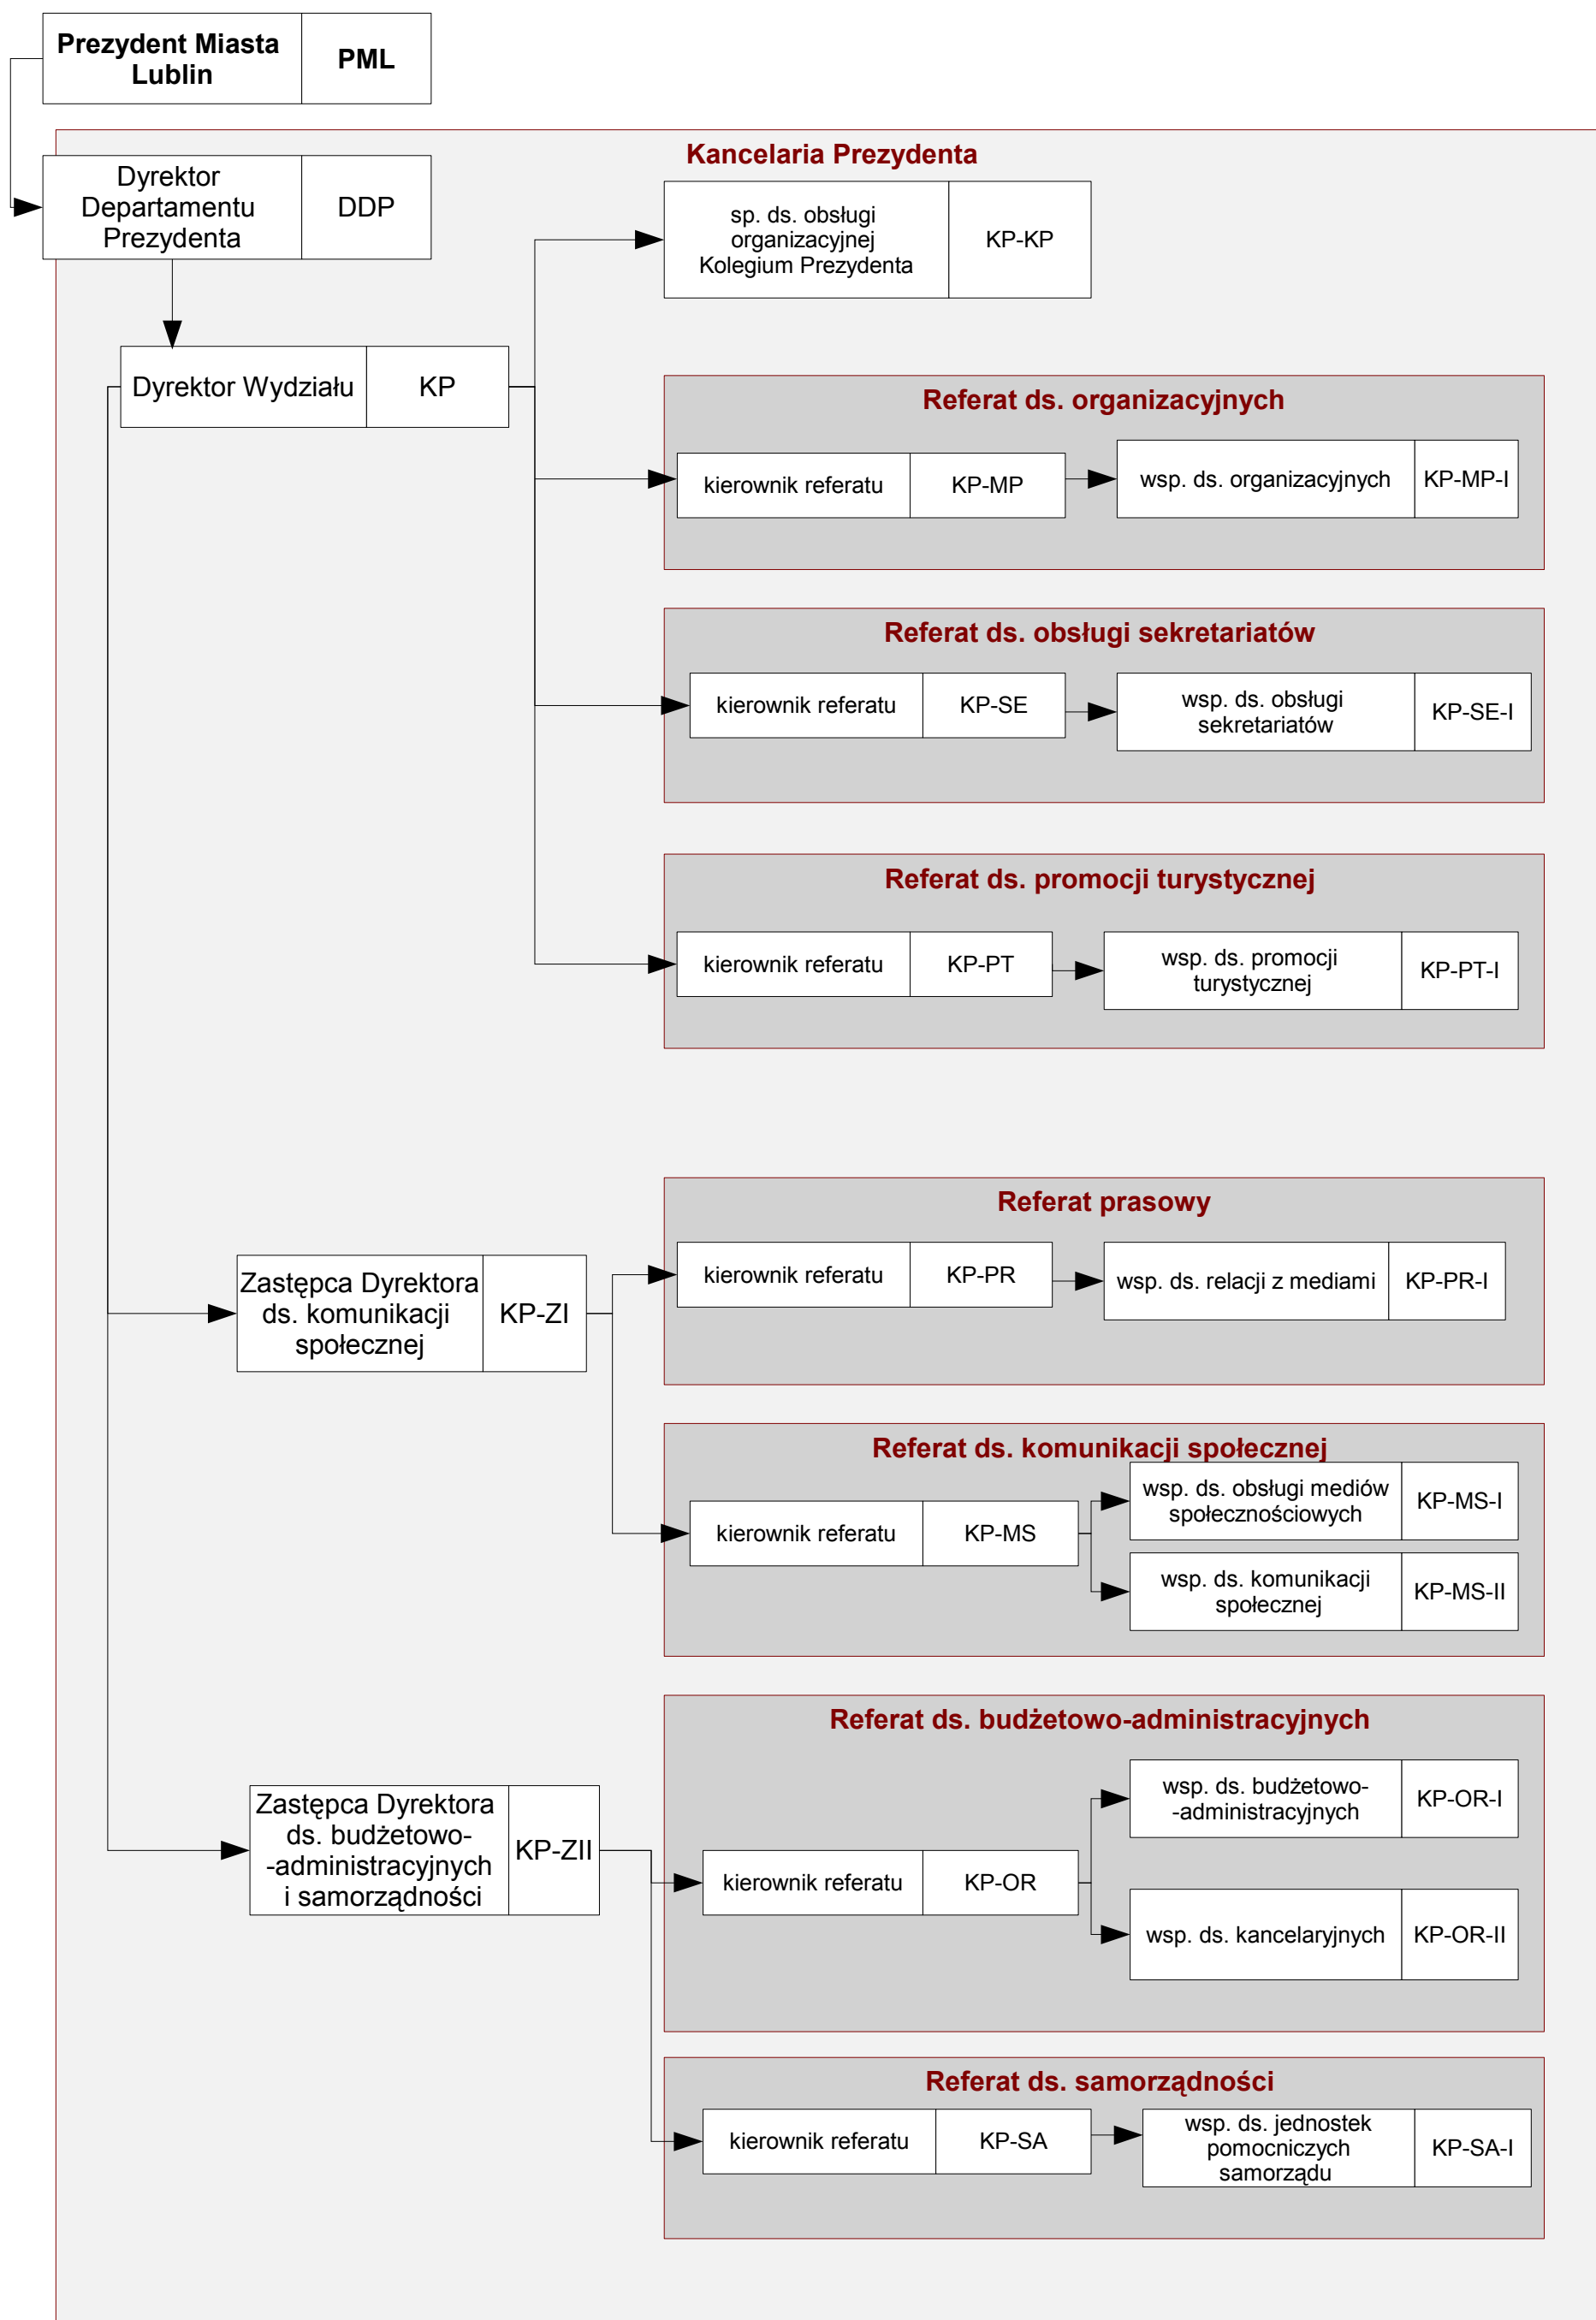 Prezydent Miasta
Lublin
PML
Kancelaria Prezydenta
Dyrektor
Departamentu
Prezydenta
DDP
sp. ds. obsługi
organizacyjnej
Kolegium Prezydenta
KP-KP
Dyrektor Wydziału
KP
Referat ds. organizacyjnych
kierownik referatu
KP-MP
wsp. ds. organizacyjnych
KP-MP-I
Referat ds. obsługi sekretariatów
kierownik referatu
KP-SE
wsp. ds. obsługi
sekretariatów
KP-SE-I
Referat ds. promocji turystycznej
kierownik referatu
KP-PT
wsp. ds. promocji
turystycznej
KP-PT-I
Referat prasowy
kierownik referatu
KP-PR
wsp. ds. relacji z mediami
KP-PR-I
Zastępca Dyrektora
ds. komunikacji
społecznej
KP-ZI
Referat ds. komunikacji społecznej
kierownik referatu
KP-MS
wsp. ds. obsługi mediów
społecznościowych
KP-MS-I
wsp. ds. komunikacji
społecznej
KP-MS-II
Referat ds. budżetowo-administracyjnych
Zastępca Dyrektora
ds. budżetowo-
-administracyjnych
i samorządności
KP-ZII
kierownik referatu
KP-OR
wsp. ds. budżetowo-
-administracyjnych
KP-OR-I
wsp. ds. kancelaryjnych
KP-OR-II
Referat ds. samorządności
kierownik referatu
KP-SA
wsp. ds. jednostek
pomocniczych
samorządu
KP-SA-I